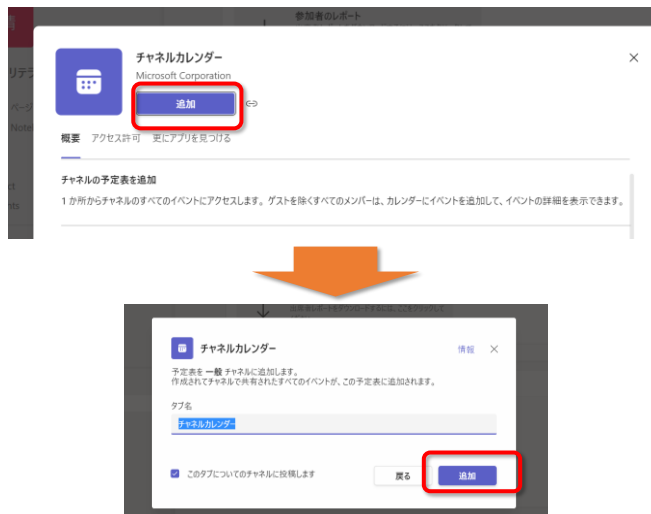 参加者のレポート
チャネルカレンダー
Microsoft Corporation
追加
概要 アクセス許可 更にアプリを見つける
チャネルの予定表を追加
1 か所からチャネルのすべてのイベントにアクセスします。ゲストを除くすべてのメンバーは、カレンダーにイベントを追加して、イベントの詳細を表示できます。
チャネルカレンダー
情報
予定表を 一般 チャネルに追加します。
作成されてチャネルで共有されたすべてのイベントが、この予定表に追加されます。
タブ名
チャネルカレンダー
このタブについてのチャネルに投稿します
戻る
追加